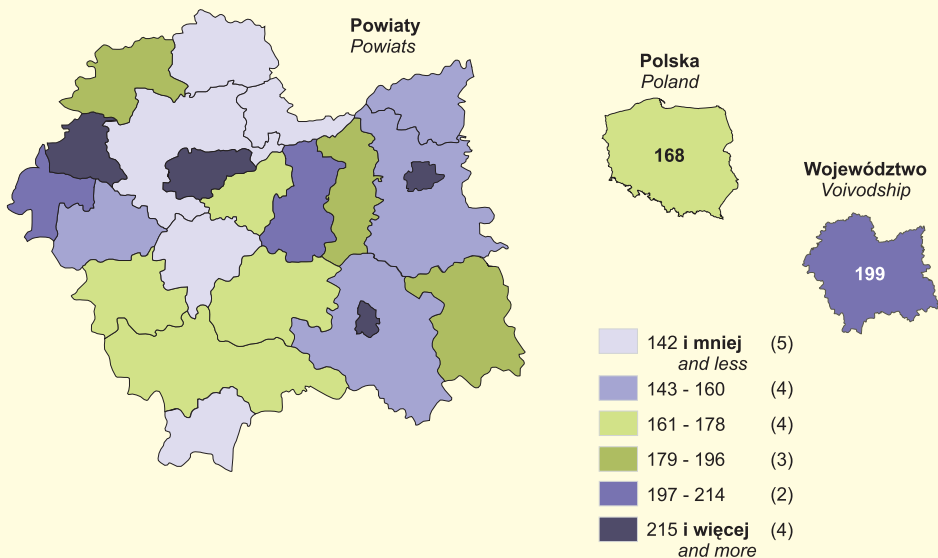 Powiaty
Powiats
Polska
Poland
168
Województwo
Voivodship
199
142 i mniej (5)
and less
143 - 160 (4)
161 - 178 (4)
179 - 196 (3)
197 - 214 (2)
215 i więcej (4)
and more